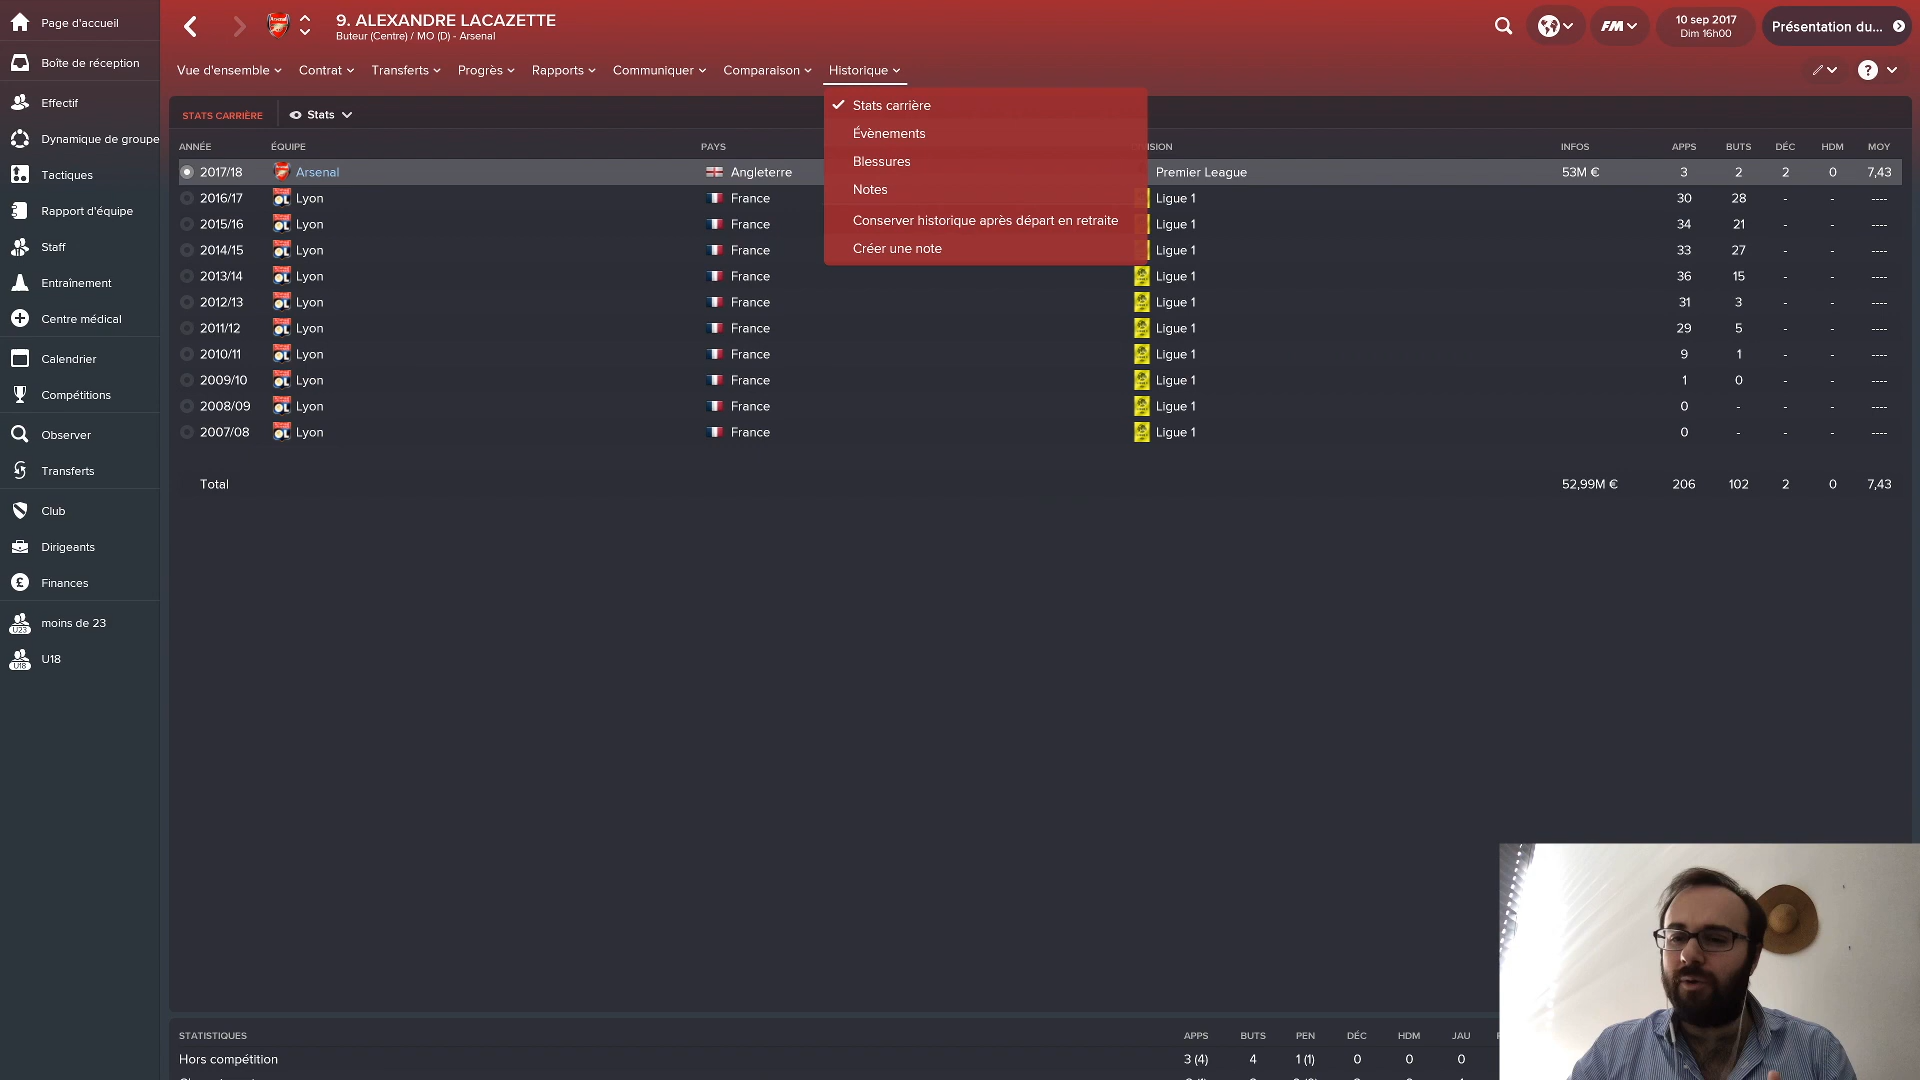 Page d'accueil
Boîte de réception
Effectif
Dynamique de groupe
Tactiques
Rapport d'équipe
Staff
Entraînement
Centre médical
Calendrier
Compétitions
Observer
Transferts
Club
Dirigeants
Finances
moins de 23
U23
U18
U18
9. ALEXANDRE LACAZETTE
Buteur (Centre) / MO (D) - Arsenal
FM
10 sep 2017
Dim 16h00
Présentation du...
Vue d'ensemble Contrat Transferts Progrès Rapports Communiquer Comparaison Historique
?
Stats carrière
Évènements
Blessures
Notes
Conserver historique après départ en retraite
Créer une note
STATS CARRIÈRE Stats
ANNÉE ÉQUIPE PAYS ISION INFOS APPS BUTS DÉC HDM MOY
2017/18 Arsenal Angleterre Premier League 53M € 3 2 2 0 7,43
2016/17 Lyon France Ligue 1 30 28 - - ----
2015/16 Lyon France Ligue 1 34 21 - - ----
2014/15 Lyon France Ligue 1 33 27 - - ----
2013/14 Lyon France Ligue 1 36 15 - - ----
2012/13 Lyon France Ligue 1 31 3 - - ----
2011/12 Lyon France Ligue 1 29 5 - - ----
2010/11 Lyon France Ligue 1 9 1 - - ----
2009/10 Lyon France Ligue 1 1 0 - - ----
2008/09 Lyon France Ligue 1 0 - - - ----
2007/08 Lyon France Ligue 1 0 - - - ----
Total 52,99M € 206 102 2 0 7,43
STATISTIQUES APPS BUTS PEN DÉC HDM JAU
Hors compétition 3 (4) 4 1 (1) 0 0 0